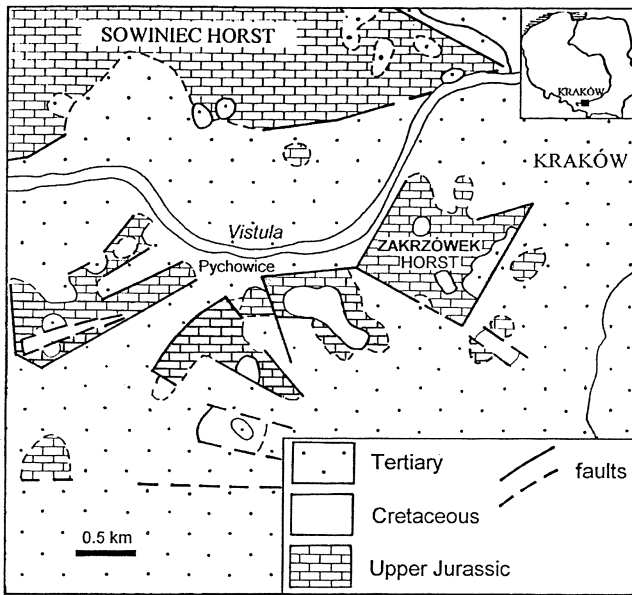 SOWINIEC HORST
KRAKÓW
KRAKÓW
Vistula
Pychowice
ZAKRZÓWEK
HORST
Tertiary
faults
Cretaceous
Upper Jurassic
0.5 km